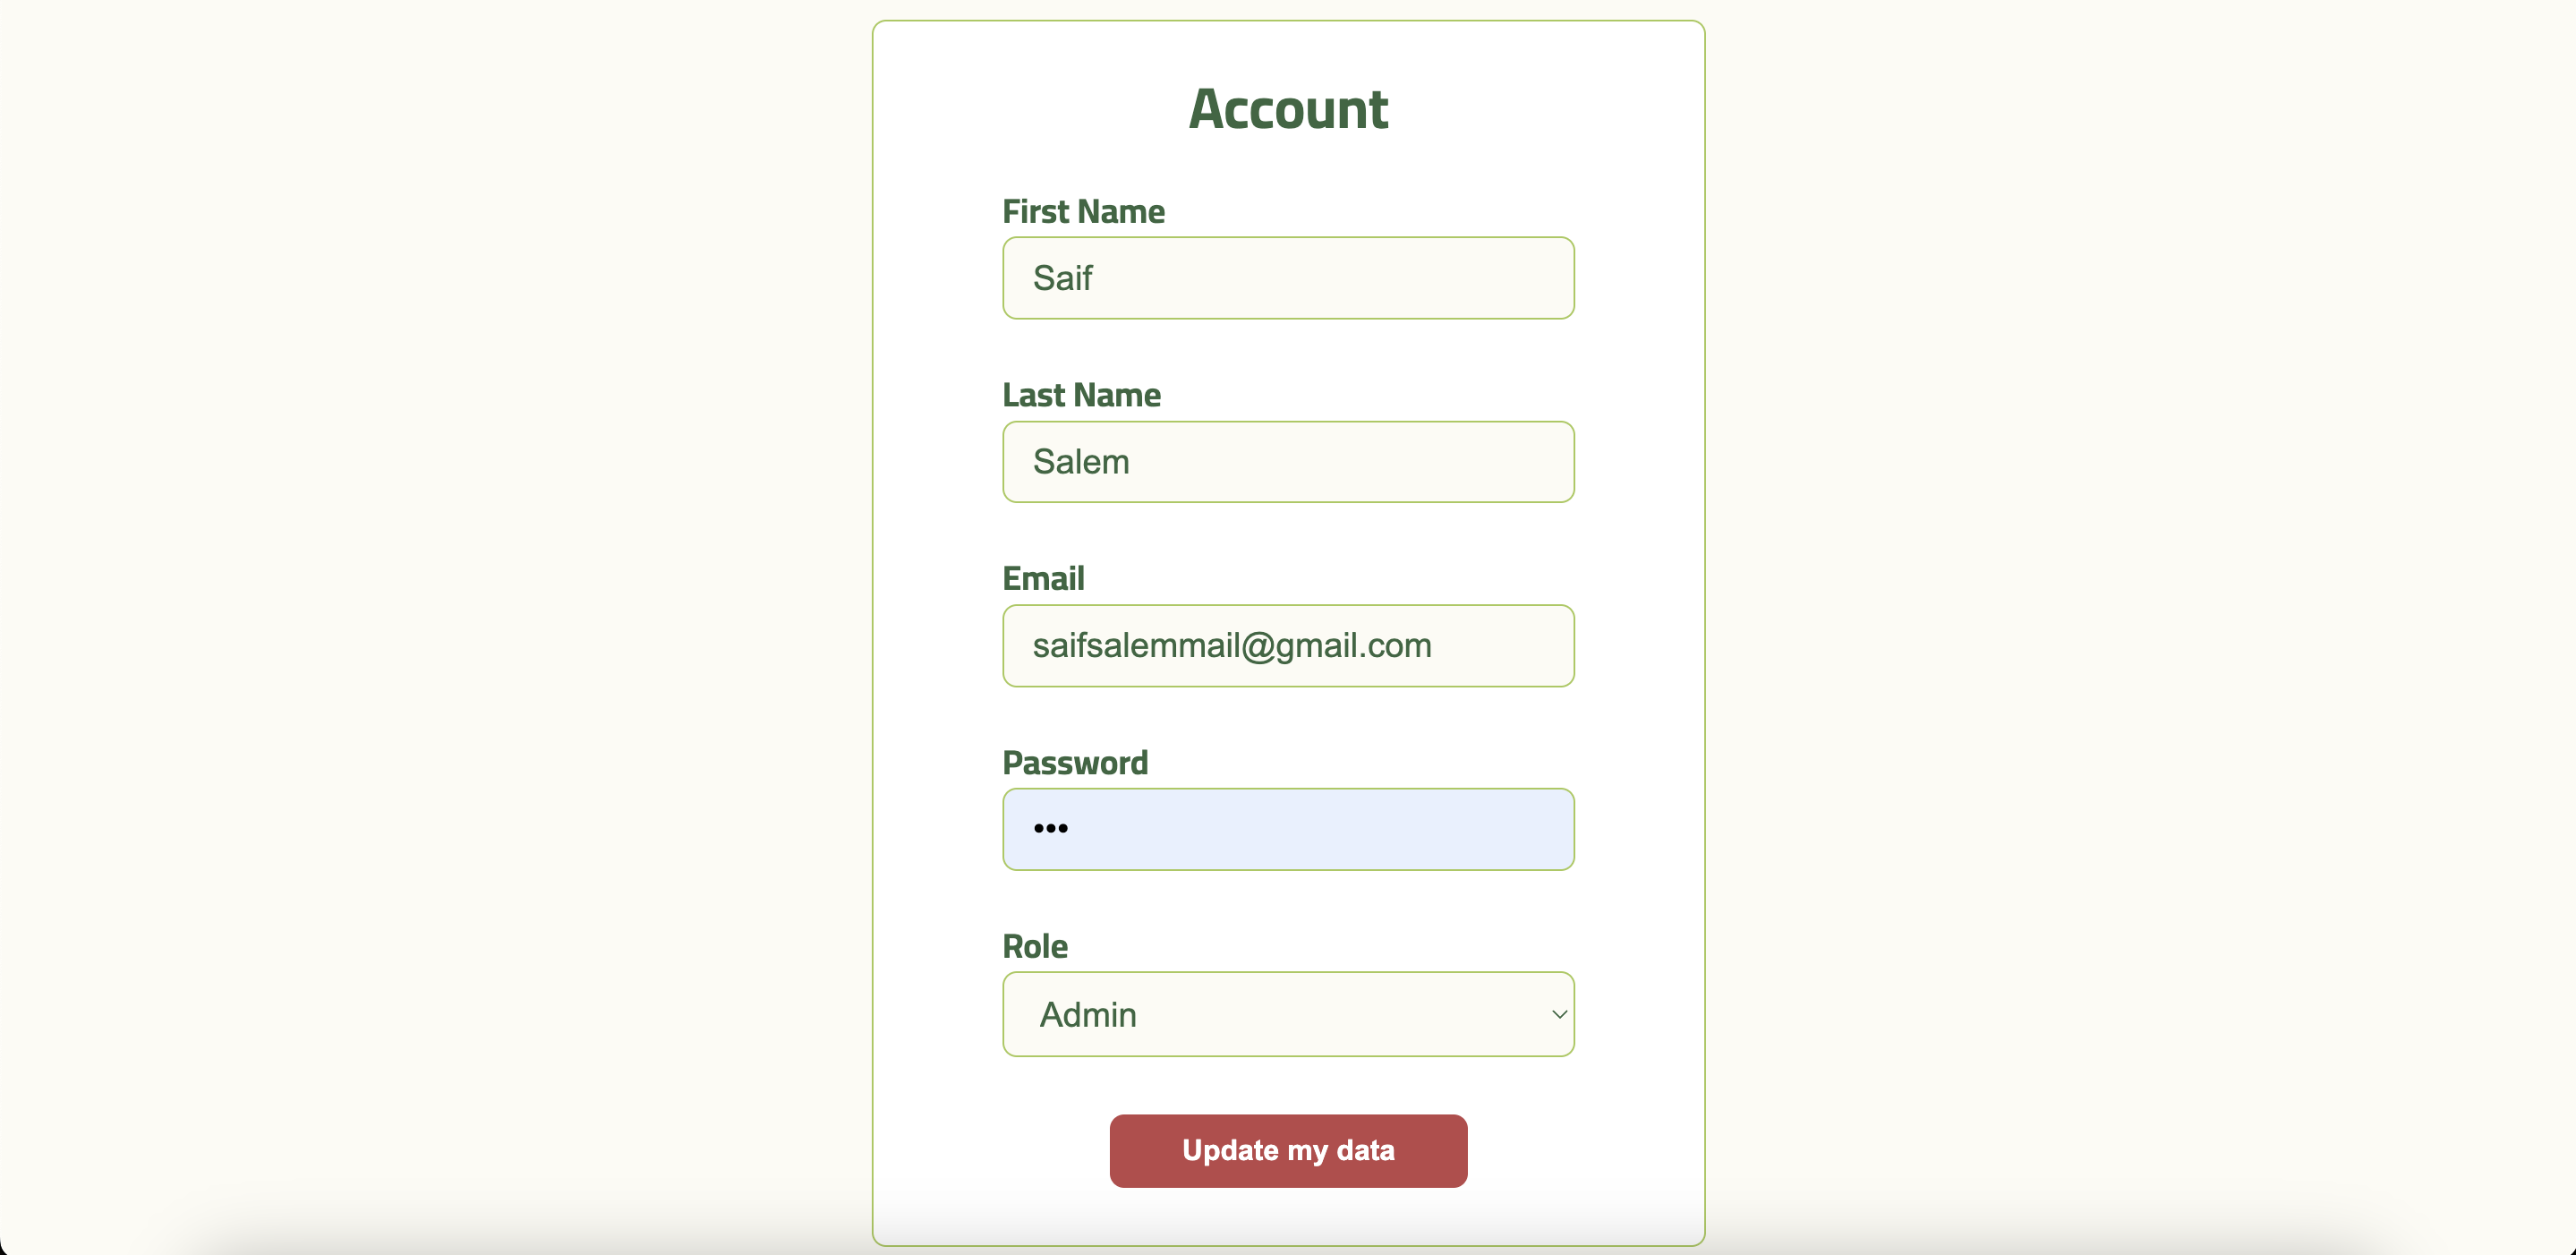 Account
First Name
Saif
Last Name
Salem
Email
saifsalemmail@gmail.com
Password
•••
Role
Admin
Update my data